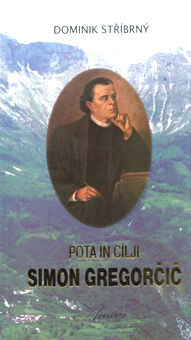 DOMINIK STŘÍBRNÝ
POTA IN CILJI
SIMON GREGORČIČ